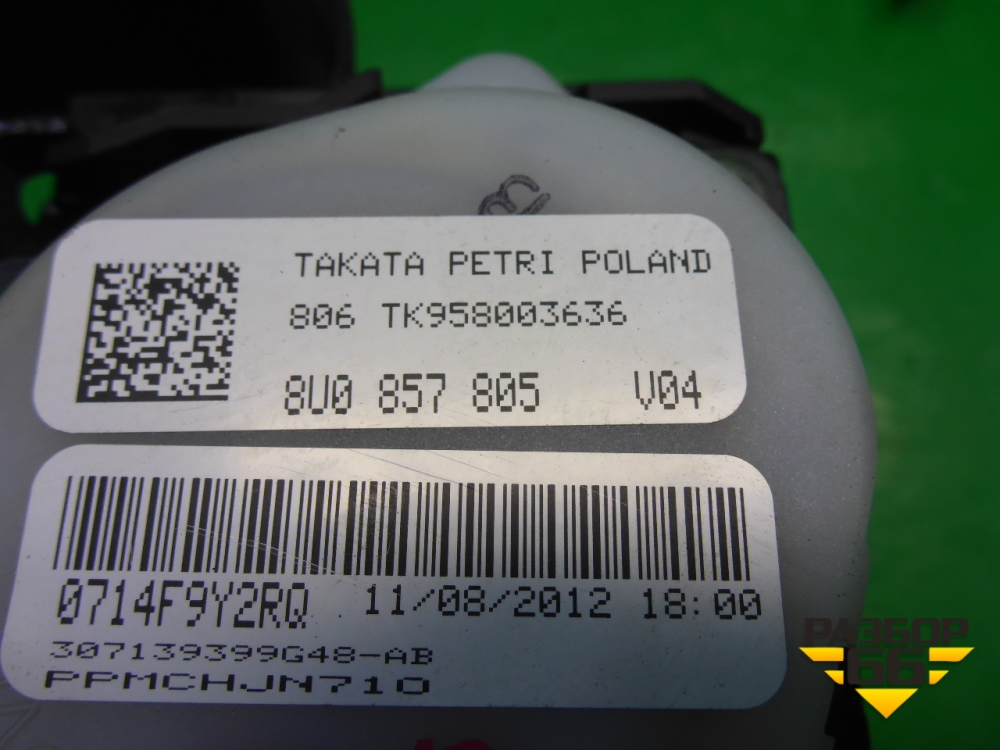 TAKATA PETRI POLAND
806 TK958003636
8U0 857 805 V04
0714F9Y2RQ 11/08/2012 18:00
307139399G48-AB
PPMCHJN710
РАЗБОР
66